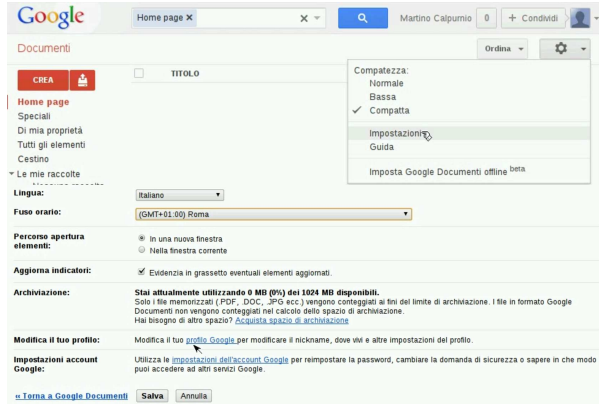 Google
Home page X
Martino Calpurnio 0 + Condividi
Documenti
Ordina
CREA
TITOLO
Compatezza:
Normale
Bassa
✓ Compatta
Impostazioni
Guida
Imposta Google Documenti offline beta
Home page
Speciali
Di mia proprietà
Tutti gli elementi
Cestino
Le mie raccolte
Lingua: Italiano
Fuso orario: (GMT+01:00) Roma
Percorso apertura elementi:
In una nuova finestra
Nella finestra corrente
Aggiorna indicatori: Evidenzia in grassetto eventuali elementi aggiornati.
Archiviazione: Stai attualmente utilizzando 0 MB (0%) dei 1024 MB disponibili.
Solo i file memorizzati (.PDF, .DOC, .JPG ecc.) vengono conteggiati ai fini del limite di archiviazione. I file in formato Google
Documenti non vengono conteggiati nel calcolo dello spazio di archiviazione.
Hai bisogno di altro spazio? Acquista spazio di archiviazione
Modifica il tuo profilo: Modifica il tuo profilo Google per modificare il nickname, dove vivi e altre impostazioni del profilo.
Impostazioni account Google:
Utilizza le impostazioni dell'account Google per reimpostare la password, cambiare la domanda di sicurezza o sapere in che modo
puoi accedere ad altri servizi Google.
« Torna a Google Documenti Salva Annulla